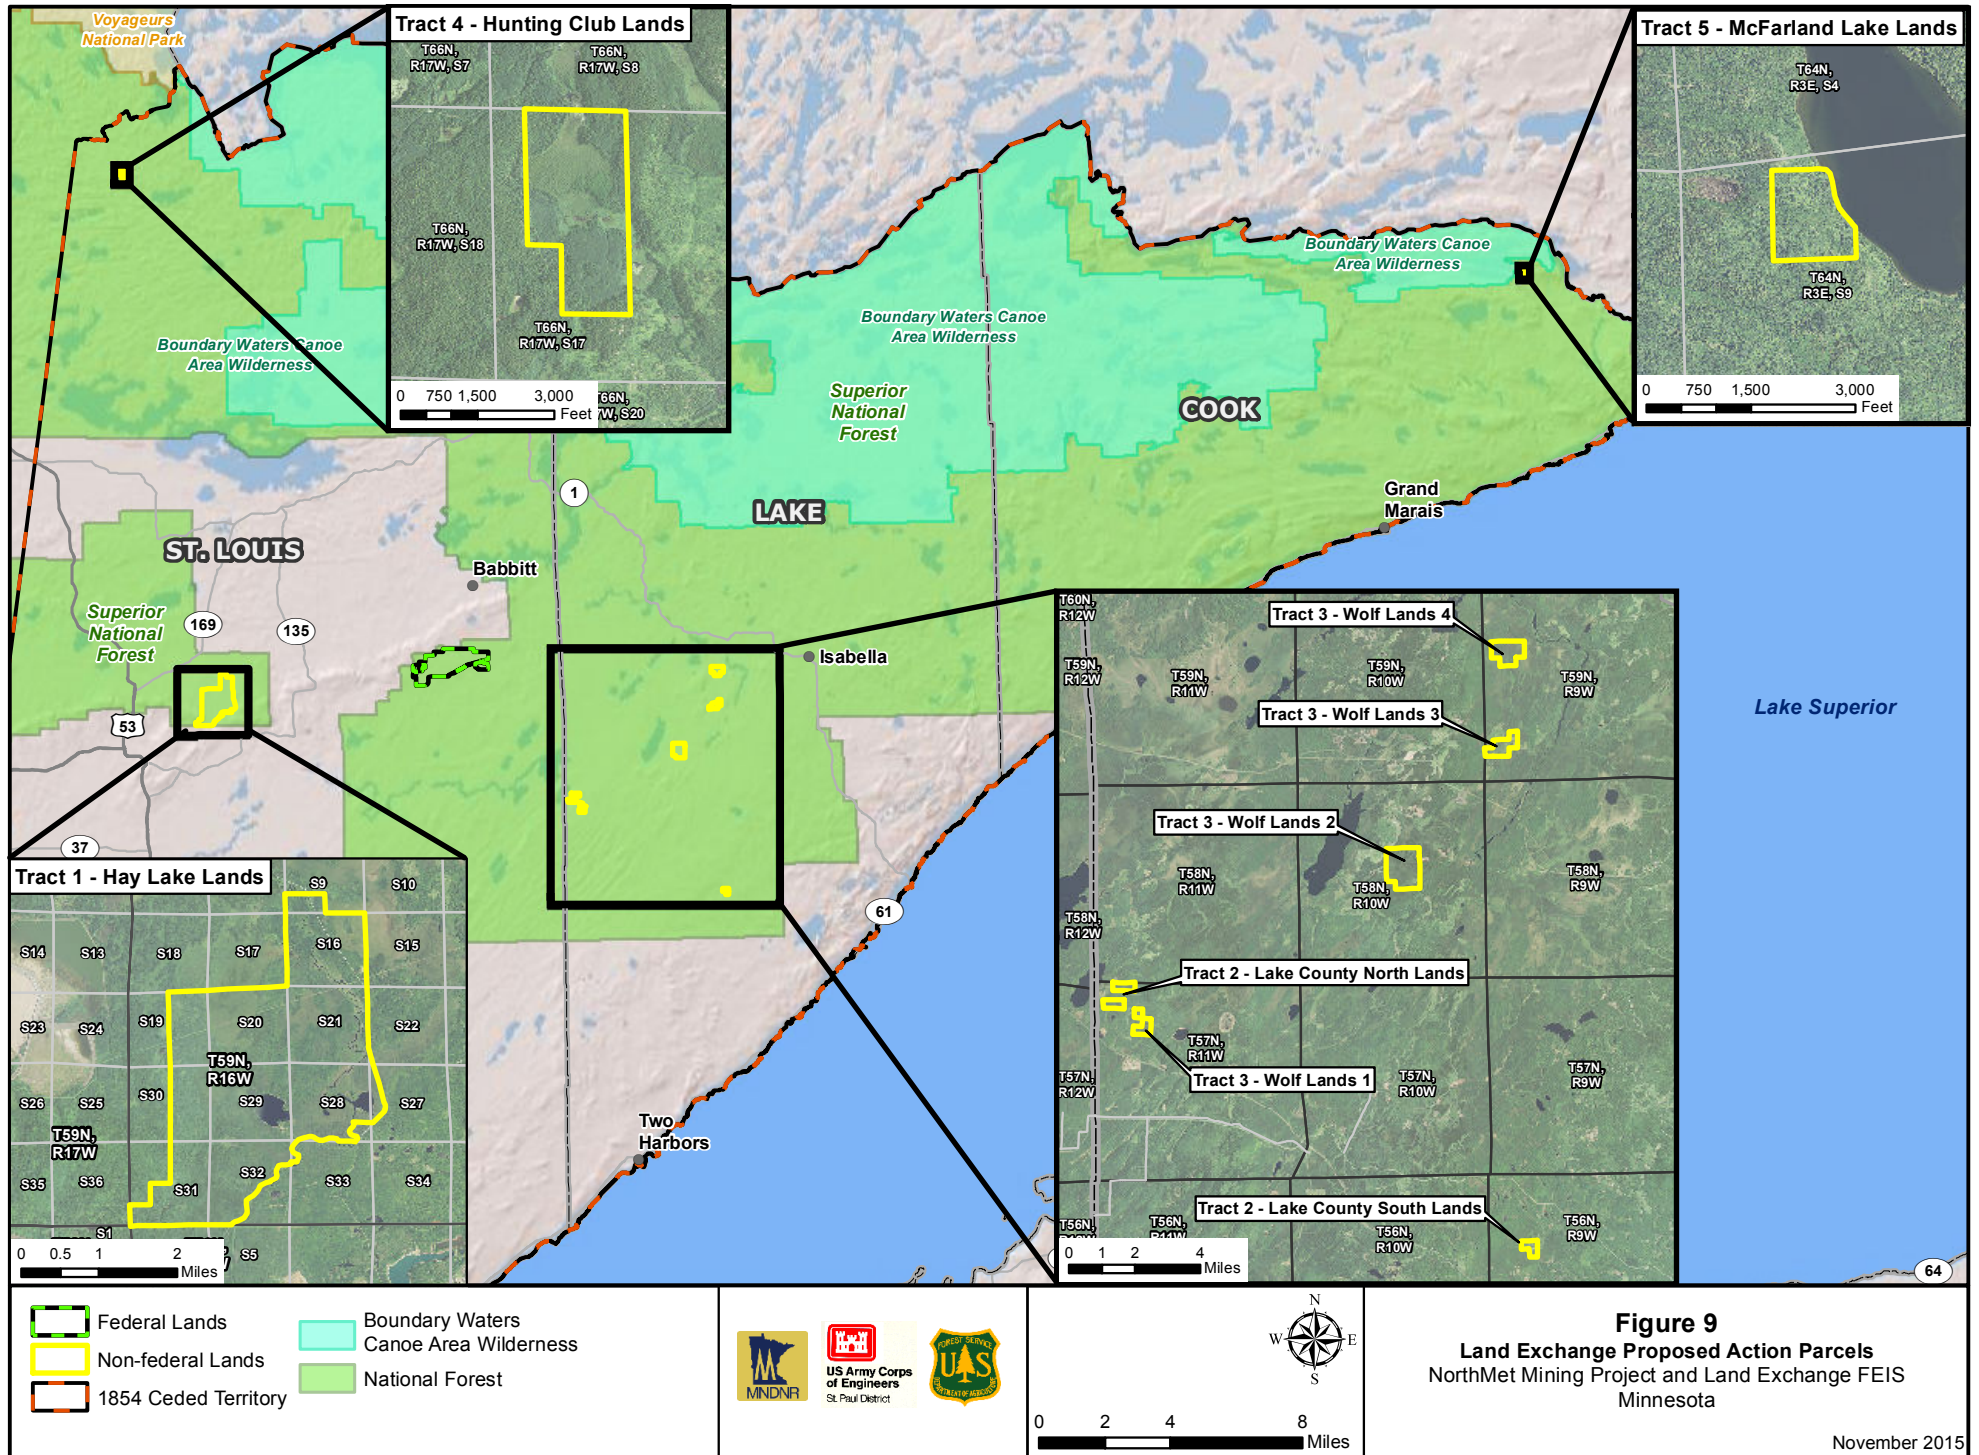 Voyageurs
National Park
Tract 4 - Hunting Club Lands
T66N,
R17W, S7
T66N,
R17W, S8
T66N,
R17W, S18
T66N,
R17W, S17
0 750 1,500 3,000
Feet
T66N,
S20
Tract 5 - McFarland Lake Lands
T64N,
R3E, S4
T64N,
R3E, S9
0 750 1,500 3,000
Feet
Boundary Waters Canoe
Area Wilderness
Boundary Waters Canoe
Area Wilderness
Boundary Waters Canoe
Area Wilderness
Superior
National
Forest
COOK
LAKE
ST. LOUIS
Grand
Marais
1
Babbitt
Superior
National
Forest
169
135
53
37
Isabella
61
Two
Harbors
Lake Superior
64
Tract 1 - Hay Lake Lands
S9
S10
S14
S13
S18
S17
S16
S15
S23
S24
S19
S20
S21
S22
T59N,
R16W
S26
S25
S30
S29
S28
S27
T59N,
R17W
S35
S36
S31
S32
S33
S34
S1
S5
0 0.5 1 2
Miles
T60N,
R12W
Tract 3 - Wolf Lands 4
T59N,
R12W
T59N,
R11W
T59N,
R10W
T59N,
R9W
Tract 3 - Wolf Lands 3
Tract 3 - Wolf Lands 2
T58N,
R11W
T58N,
R10W
T58N,
R9W
T58N,
R12W
Tract 2 - Lake County North Lands
T57N,
R11W
Tract 3 - Wolf Lands 1
T57N,
R12W
T57N,
R10W
T57N,
R9W
Tract 2 - Lake County South Lands
T56N,
T56N,
R11W
T56N,
R10W
T56N,
R9W
0 1 2 4
Miles
Federal Lands
Non-federal Lands
1854 Ceded Territory
Boundary Waters
Canoe Area Wilderness
National Forest
MNDNR
US Army Corps
of Engineers
St. Paul District
FOREST SERVICE
U S
DEPARTMENT OF AGRICULTURE
N
W E
S
0 2 4 8
Miles
Figure 9
Land Exchange Proposed Action Parcels
NorthMet Mining Project and Land Exchange FEIS
Minnesota
November 2015